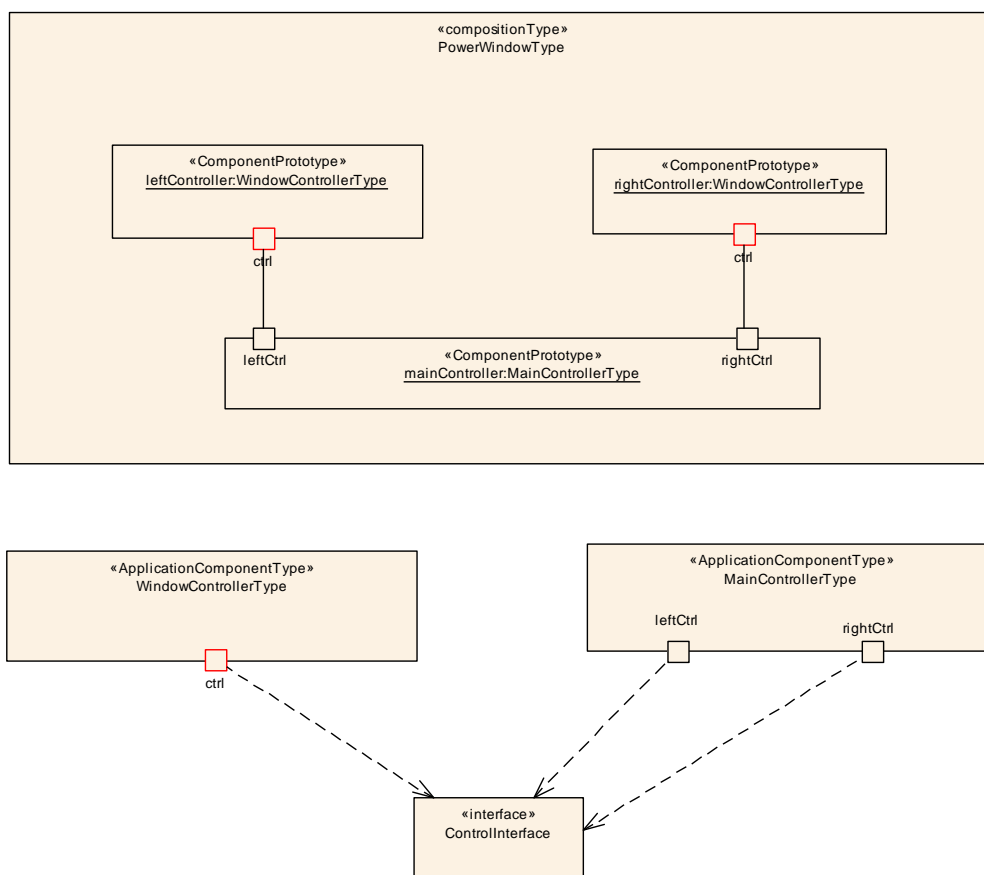 «compositionType»
PowerWindowType
«ComponentPrototype»
leftController:WindowControllerType
«ComponentPrototype»
rightController:WindowControllerType
ctrl
ctrl
leftCtrl
«ComponentPrototype»
mainController:MainControllerType
rightCtrl
«ApplicationComponentType»
WindowControllerType
«ApplicationComponentType»
MainControllerType
leftCtrl
rightCtrl
ctrl
«interface»
ControlInterface